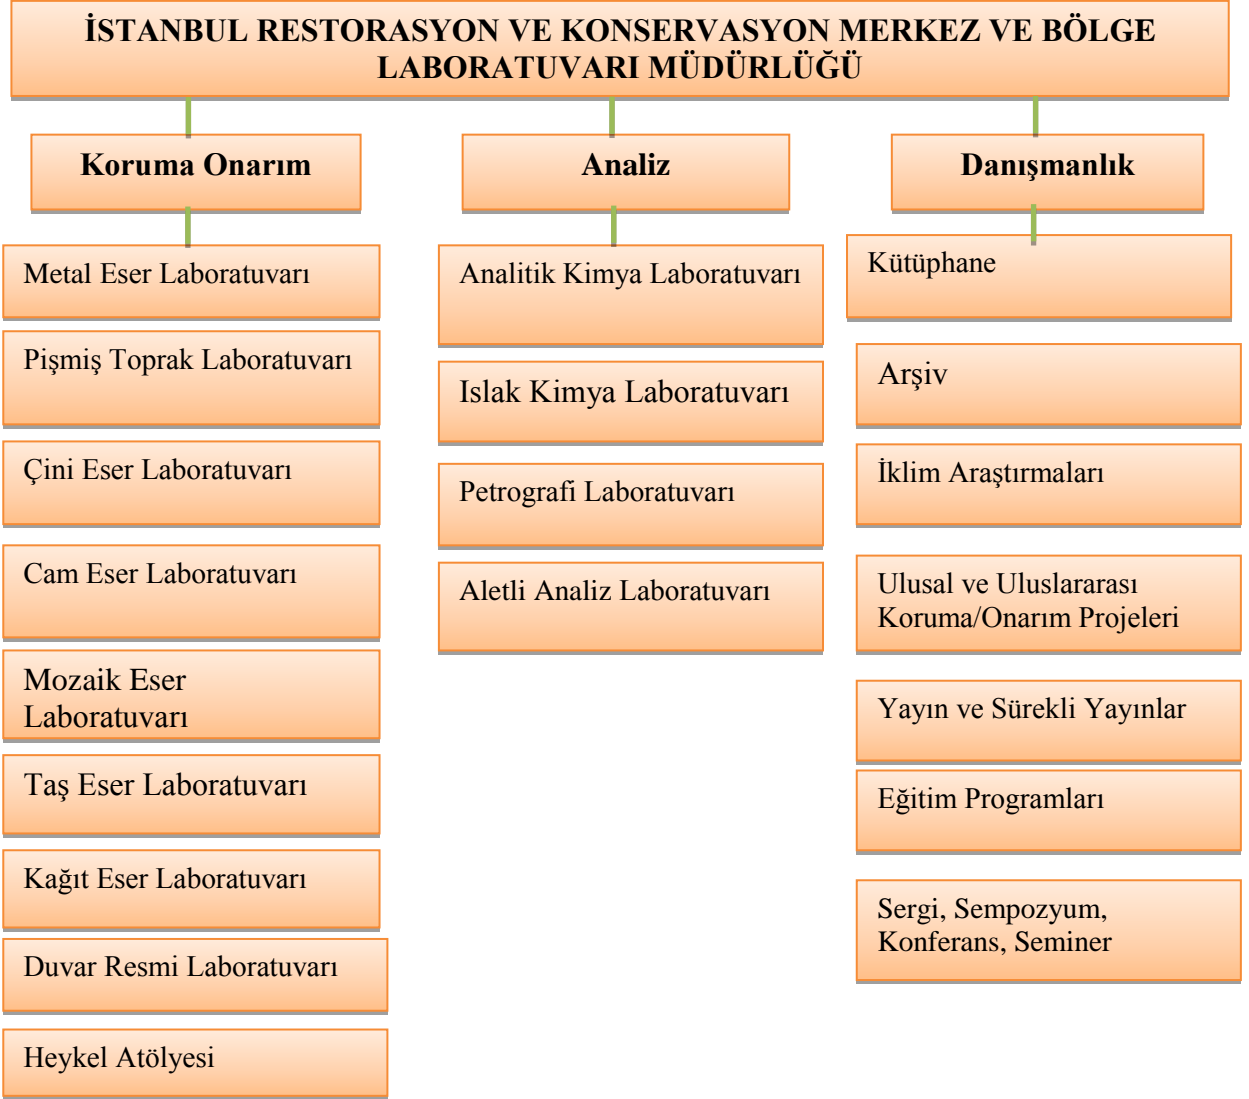 İSTANBUL RESTORASYON VE KONSERVASYON MERKEZ VE BÖLGE
LABORATUVARI MÜDÜRLÜĞÜ
Koruma Onarım
Metal Eser Laboratuvarı
Pişmiş Toprak Laboratuvarı
Çini Eser Laboratuvarı
Cam Eser Laboratuvarı
Mozaik Eser
Laboratuvarı
Taş Eser Laboratuvarı
Kağıt Eser Laboratuvarı
Duvar Resmi Laboratuvarı
Heykel Atölyesi
Analiz
Analitik Kimya Laboratuvarı
Islak Kimya Laboratuvarı
Petrografi Laboratuvarı
Aletli Analiz Laboratuvarı
Danışmanlık
Kütüphane
Arşiv
İklim Araştırmaları
Ulusal ve Uluslararası
Koruma/Onarım Projeleri
Yayın ve Sürekli Yayınlar
Eğitim Programları
Sergi, Sempozyum,
Konferans, Seminer